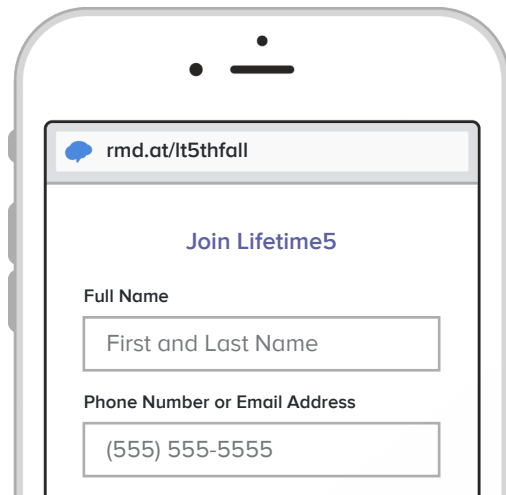 rmd.at/lt5thfall
Join Lifetime5
Full Name
First and Last Name
Phone Number or Email Address
(555) 555-5555